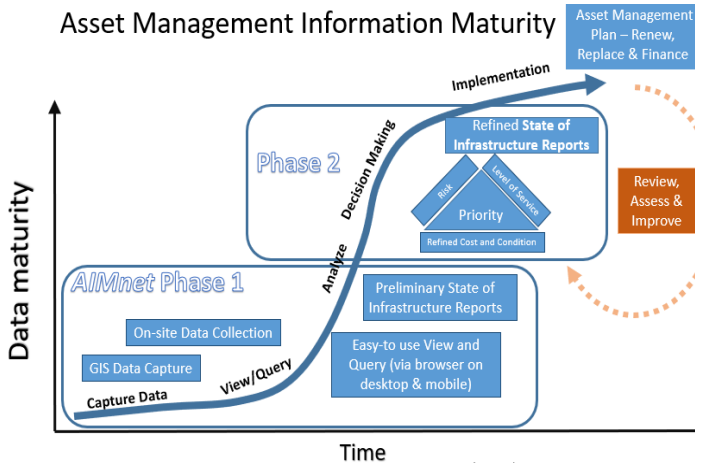 Asset Management Information Maturity
Asset Management
Plan – Renew,
Replace & Finance
Implementation
Refined State of
Infrastructure Reports
Phase 2
Decision Making
Risk
Level of Service
Priority
Refined Cost and Condition
Review,
Assess &
Improve
Data maturity
Analyze
AIMnet Phase 1
Preliminary State of
Infrastructure Reports
On-site Data Collection
Easy-to use View and
Query (via browser on
desktop & mobile)
GIS Data Capture
View/Query
Capture Data
Time